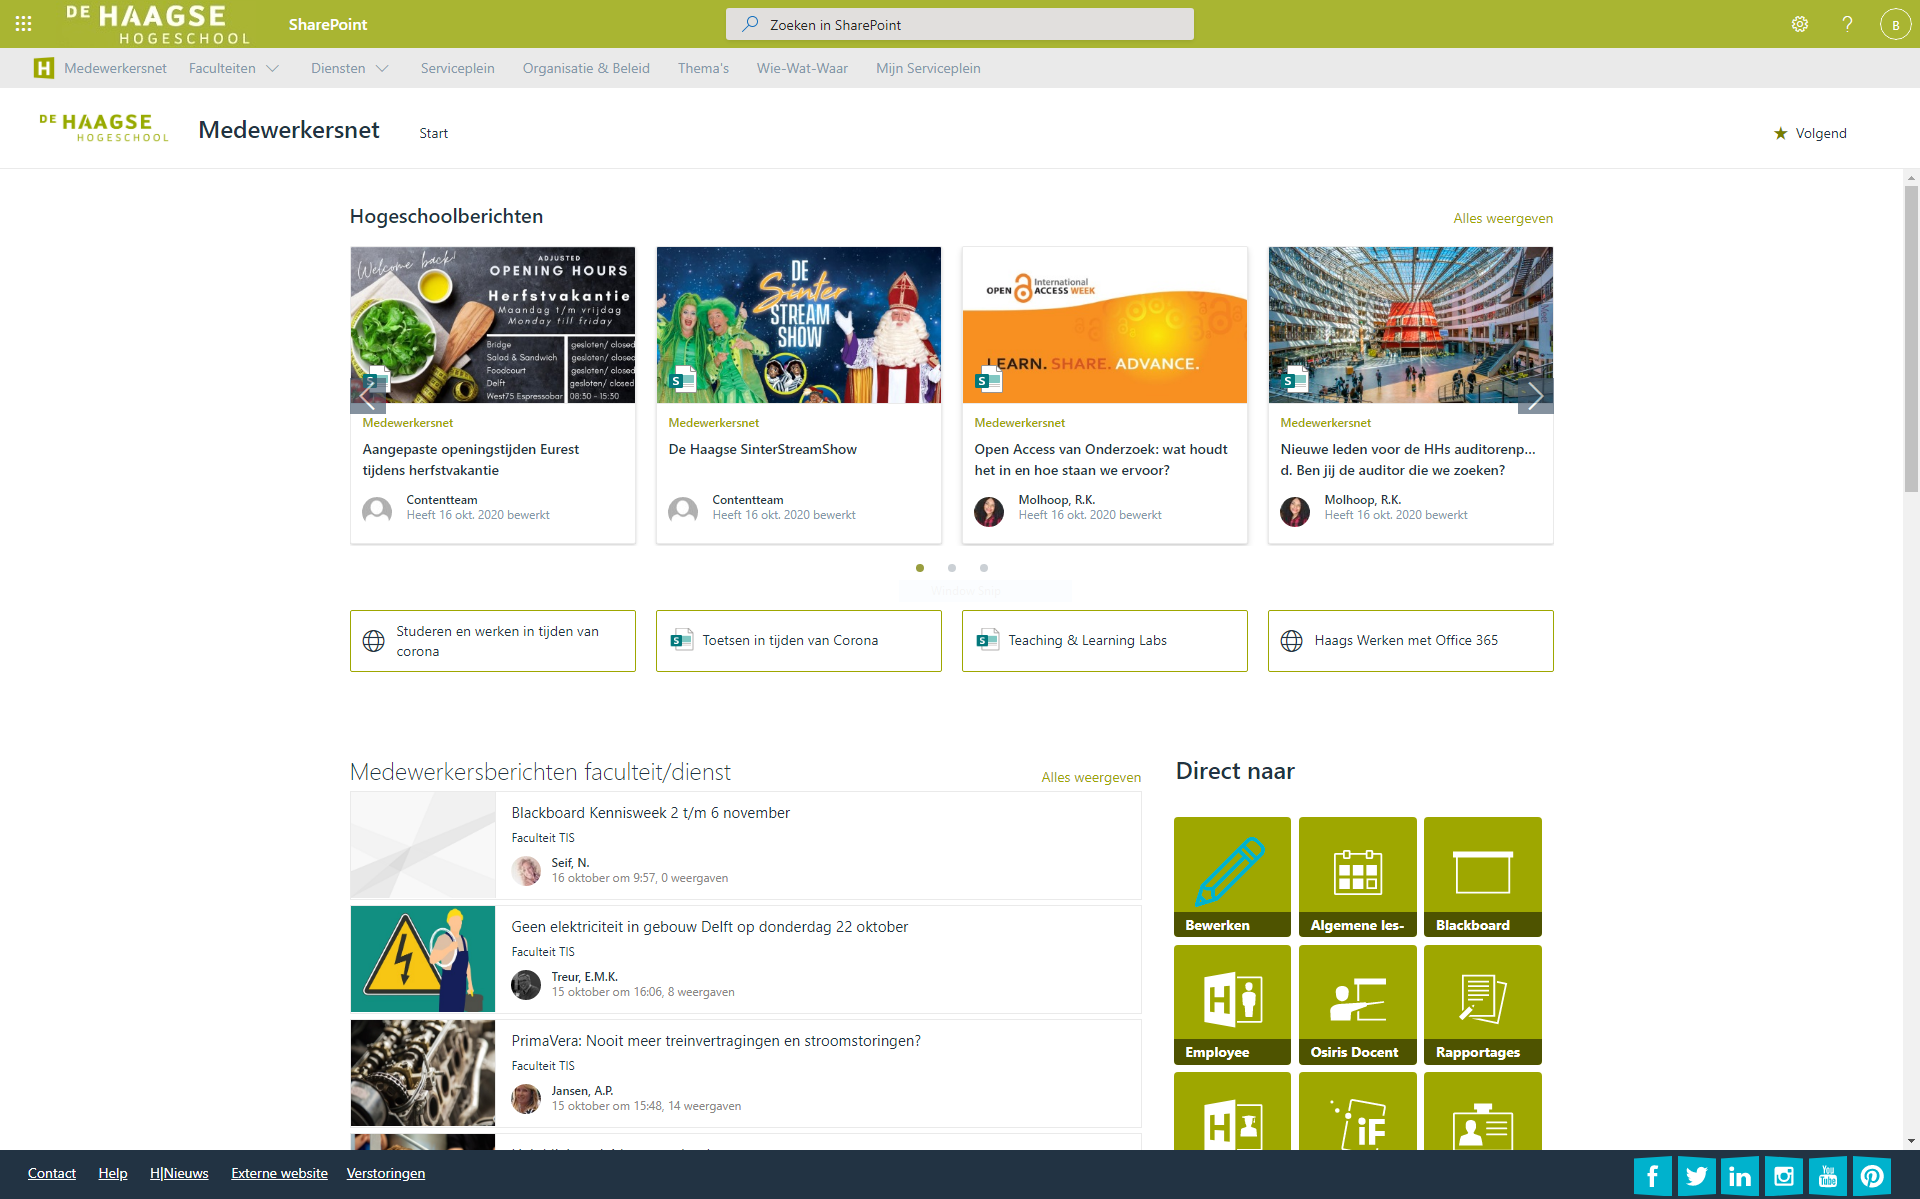 DE HAAGSE
HOGESCHOOL
SharePoint
Zoeken in SharePoint
B
Medewerkersnet
Faculteiten
Diensten
Serviceplein
Organisatie & Beleid
Thema's
Wie-Wat-Waar
Mijn Serviceplein
DE HAAGSE
HOGESCHOOL
Medewerkersnet
Start
Volgend
Hogeschoolberichten
Alles weergeven
Welcome back!
ADJUSTED
OPENING HOURS
Herfstvakantie
Maandag t/m vrijdag
Monday till friday
Bridge gesloten/ closed
Salad & Sandwich gesloten/ closed
Foodcourt gesloten/ closed
Delft gesloten/ closed
West75 Espressobar 08:30 - 15:30
Medewerkersnet
Aangepaste openingstijden Eurest
tijdens herfstvakantie
Contentteam
Heeft 16 okt. 2020 bewerkt
DE
Sinter
STREAM
SHOW
Medewerkersnet
De Haagse SinterStreamShow
Contentteam
Heeft 16 okt. 2020 bewerkt
OPEN
ACCESS WEEK
International
LEARN. SHARE. ADVANCE.
Medewerkersnet
Open Access van Onderzoek: wat houdt
het in en hoe staan we ervoor?
Molhoop, R.K.
Heeft 16 okt. 2020 bewerkt
Medewerkersnet
Nieuwe leden voor de HHs auditorenp...
d. Ben jij de auditor die we zoeken?
Molhoop, R.K.
Heeft 16 okt. 2020 bewerkt
Studeren en werken in tijden van
corona
Toetsen in tijden van Corona
Teaching & Learning Labs
Haags Werken met Office 365
Medewerkersberichten faculteit/dienst
Alles weergeven
Blackboard Kennisweek 2 t/m 6 november
Faculteit TIS
Seif, N.
16 oktober om 9:57, 0 weergaven
Geen elektriciteit in gebouw Delft op donderdag 22 oktober
Faculteit TIS
Treur, E.M.K.
15 oktober om 16:06, 8 weergaven
PrimaVera: Nooit meer treinvertragingen en stroomstoringen?
Faculteit TIS
Jansen, A.P.
15 oktober om 15:48, 14 weergaven
Direct naar
Bewerken
Algemene les-
Blackboard
H
Employee
Osiris Docent
Rapportages
H
iF
Contact
Help
H|Nieuws
Externe website
Verstoringen
You
Tube